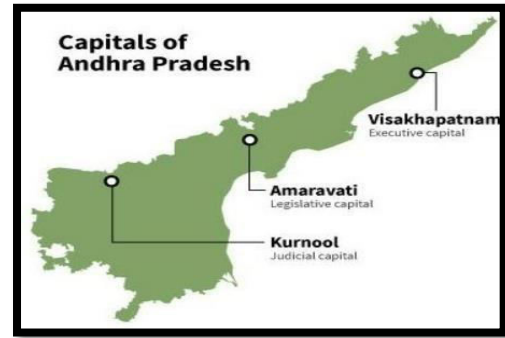 Capitals of
Andhra Pradesh
Visakhapatnam
Executive capital
Amaravati
Legislative capital
Kurnool
Judicial capital